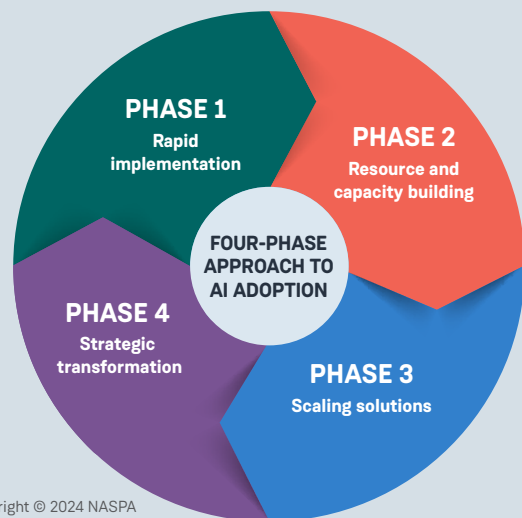 PHASE 1
Rapid
implementation
PHASE 2
Resource and
capacity building
FOUR-PHASE
APPROACH TO
AI ADOPTION
PHASE 4
Strategic
transformation
PHASE 3
Scaling solutions
right © 2024 NASPA